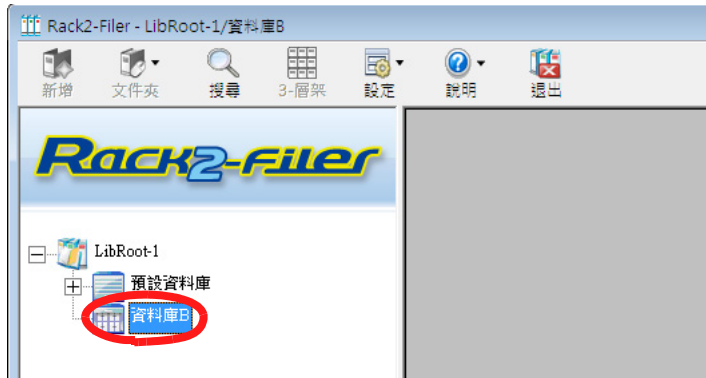 Rack2-Filer - LibRoot-1/資料庫B
新增 文件夾 搜尋 3-層架 設定 說明 退出
Rack2-Filer
LibRoot-1
預設資料庫
資料庫B